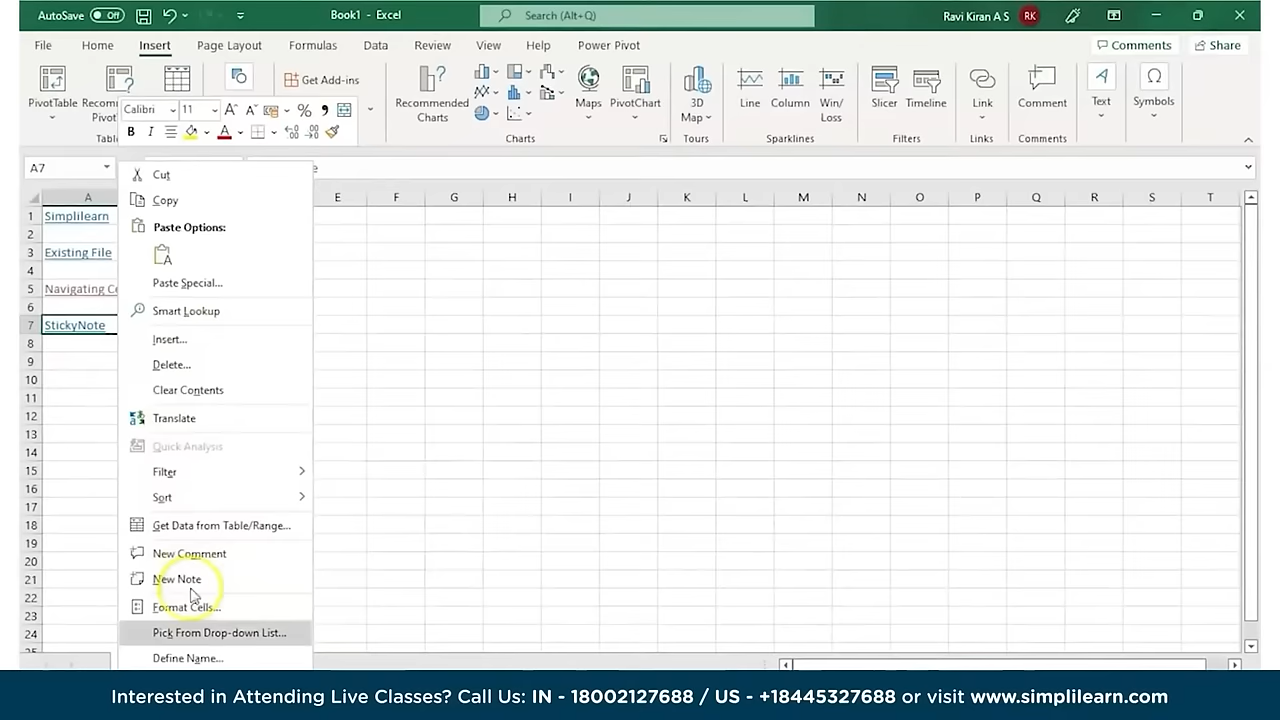 AutoSave Off Book1 - Excel Search (Alt+Q) Ravi Kiran A S RK
File Home Insert Page Layout Formulas Data Review View Help Power Pivot Comments Share
PivotTable
Get Add-ins
Recommended
Charts
Maps
PivotChart
3D
Map
Line
Column
Win/
Loss
Slicer
Timeline
Link
Comment
Text
Symbols
Calibri 11
B I A
Charts Tours Sparklines Filters Links Comments
A7
A E F G H I J K L M N O P Q R S T
1 Simplilearn
2
3 Existing File
4
5 Navigating Ce
6
7 StickyNote
8
9
10
11
12
13
14
15
16
17
18
19
20
21
22
23
24
Cut
Copy
Paste Options:
Paste Special...
Smart Lookup
Insert...
Delete...
Clear Contents
Translate
Quick Analysis
Filter
Sort
Get Data from Table/Range...
New Comment
New Note
Format Cells...
Pick From Drop-down List...
Define Name...
Interested in Attending Live Classes? Call Us: IN - 18002127688 / US - +18445327688 or visit www.simplilearn.com